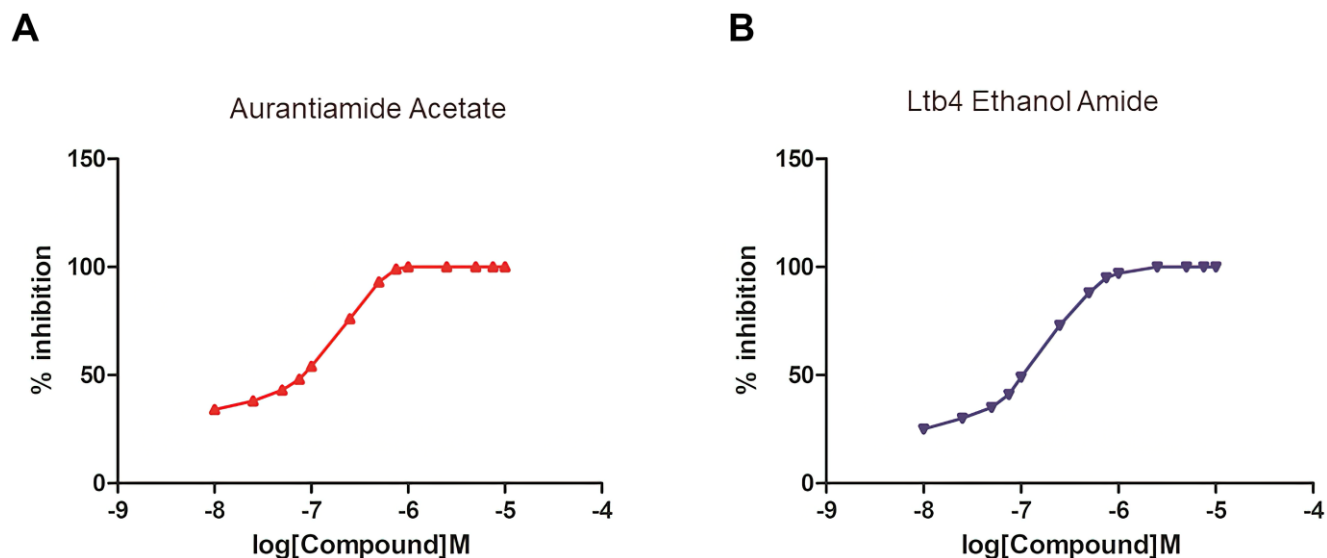 A
Aurantiamide Acetate
150
100
50
0
% inhibition
-9 -8 -7 -6 -5 -4
log[Compound]M
B
Ltb4 Ethanol Amide
150
100
50
0
% inhibition
-9 -8 -7 -6 -5 -4
log[Compound]M